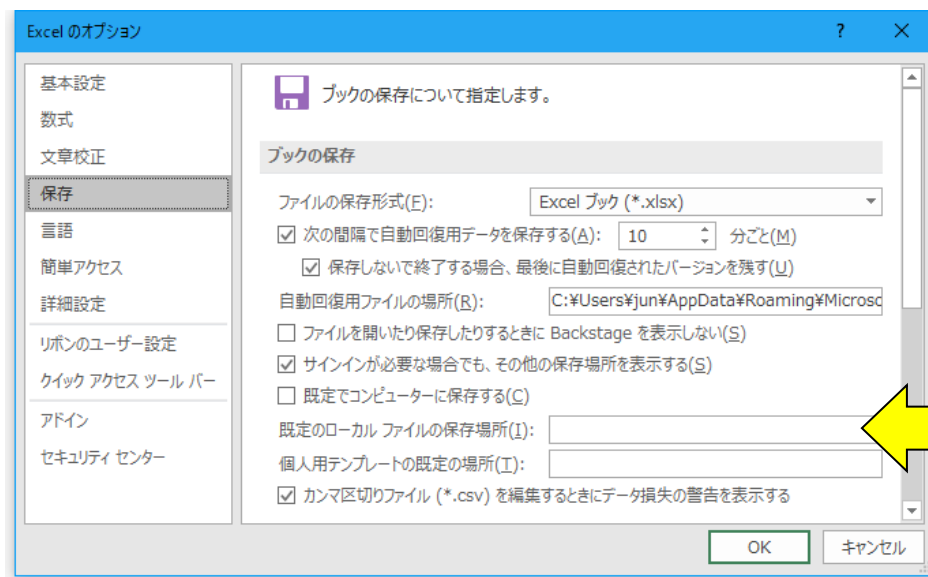 Excel のオプション
?
×
基本設定
数式
文章校正
保存
言語
簡単アクセス
詳細設定
リボンのユーザー設定
クイック アクセス ツール バー
アドイン
セキュリティ センター
ブックの保存について指定します。
ブックの保存
ファイルの保存形式(F): Excel ブック (*.xlsx)
次の間隔で自動回復用データを保存する(A): 10 分ごと(M)
保存しないで終了する場合、最後に自動回復されたバージョンを残す(U)
自動回復用ファイルの場所(R): C:¥Users¥jun¥AppData¥Roaming¥Microsc
ファイルを開いたり保存したりするときに Backstage を表示しない(S)
サインインが必要な場合でも、その他の保存場所を表示する(S)
既定でコンピューターに保存する(C)
既定のローカル ファイルの保存場所(I):
個人用テンプレートの既定の場所(T):
カンマ区切りファイル (*.csv) を編集するときにデータ損失の警告を表示する
OK キャンセル